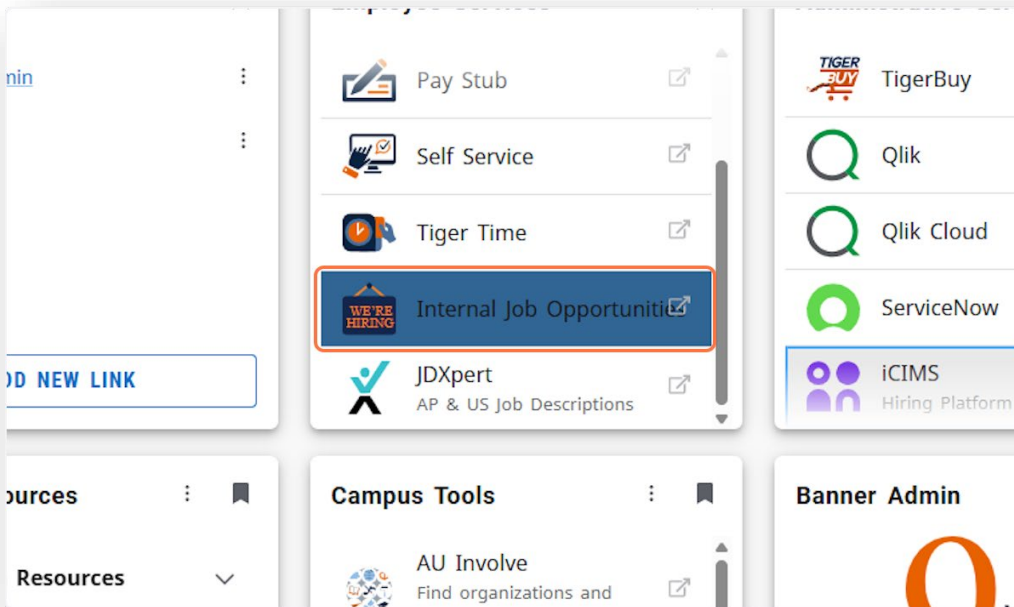 min
DD NEW LINK
Pay Stub
Self Service
Tiger Time
WE'RE
HIRING
Internal Job Opportunities
JDXpert
AP & US Job Descriptions
TIGER
BUY
TigerBuy
Qlik
Qlik Cloud
ServiceNow
iCIMS
Hiring Platform
ources
Resources
Campus Tools
AU Involve
Find organizations and
Banner Admin